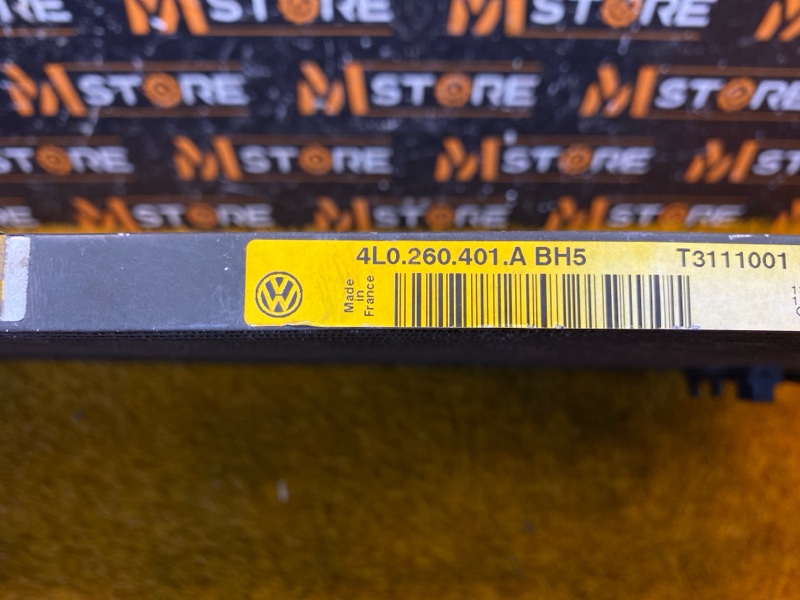 STORE M STORE M STORE
M STORE M STORE M STORE
STORE M STORE M STORE M
M STORE M STORE M STORE
4L0.260.401.A BH5 T3111001
Made
in
France
VW